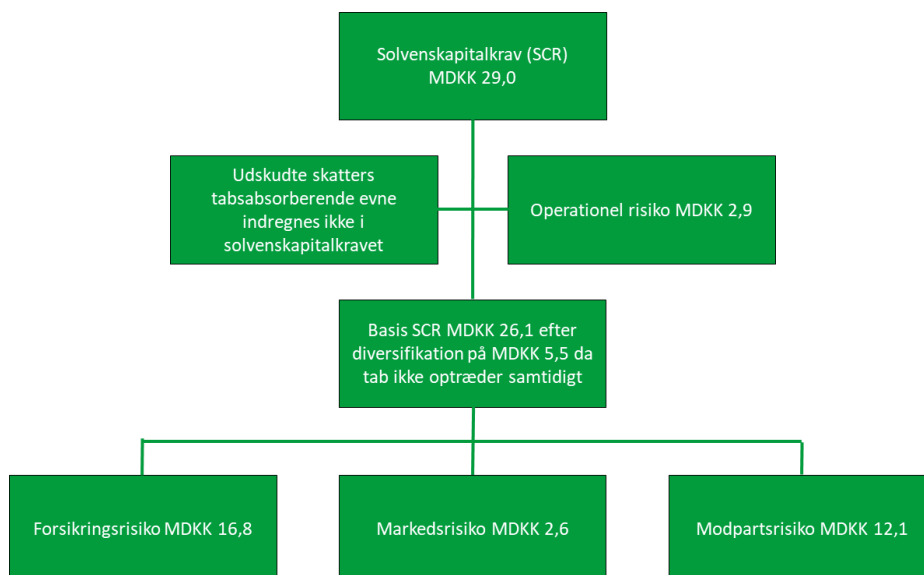 Solvenskapitalkrav (SCR)
MDKK 29,0
Udskudte skatters
tabsabsorberende evne
indregnes ikke i
solvenskapitalkravet
Operationel risiko MDKK 2,9
Basis SCR MDKK 26,1 efter
diversifikation på MDKK 5,5 da
tab ikke optræder samtidigt
Forsikringsrisiko MDKK 16,8
Markedsrisiko MDKK 2,6
Modpartsrisiko MDKK 12,1